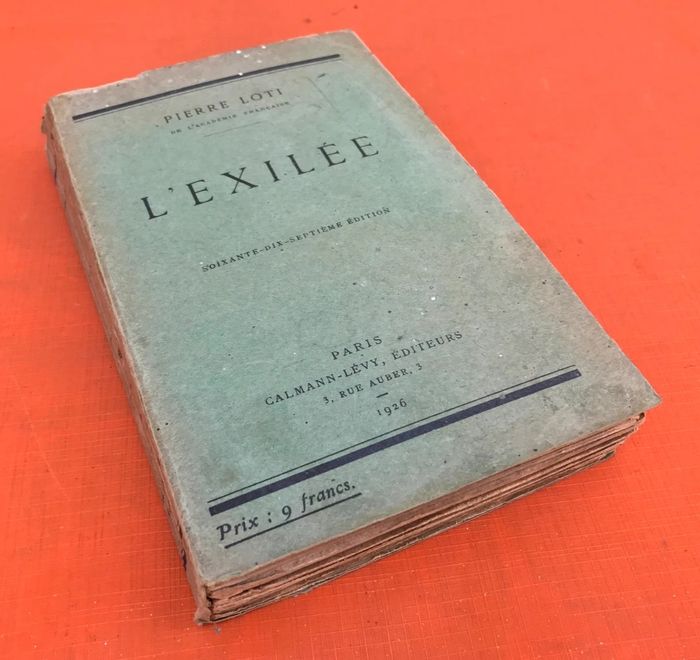 PIERRE LOTI
DE L'ACADÉMIE FRANÇAISE
L'EXILÉE
SOIXANTE-DIX-SEPTIÈME ÉDITION
PARIS
CALMANN-LÉVY, ÉDITEURS
3, RUE AUBER, 3
1926
Prix : 9 francs.